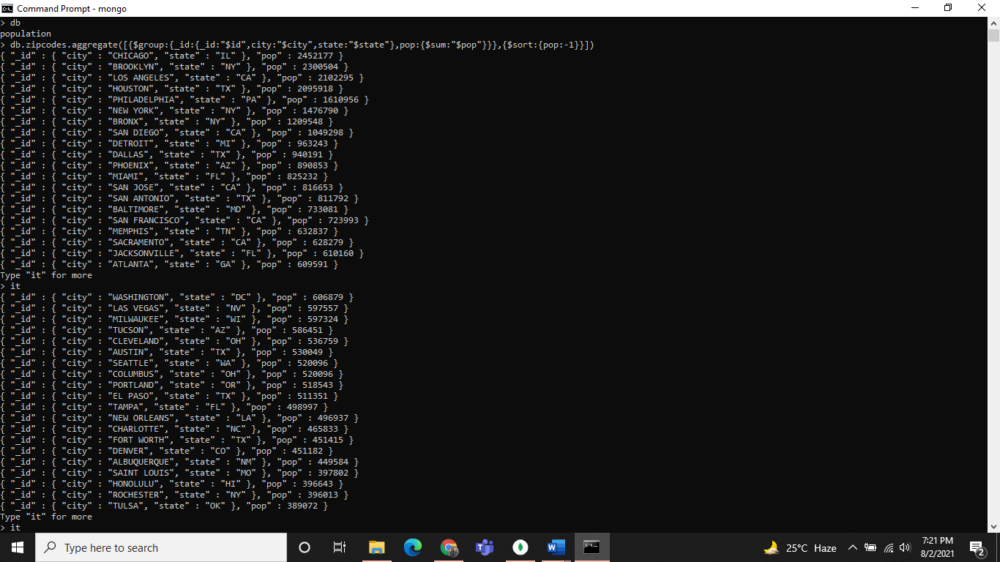 Command Prompt - mongo
> db
population
> db.zipcodes.aggregate([{$group:{_id:{_id:"$id",city:"$city",state:"$state"},pop:{$sum:"$pop"}}},{$sort:{pop:-1}}])
{ "_id" : { "city" : "CHICAGO", "state" : "IL" }, "pop" : 2452177 }
{ "_id" : { "city" : "BROOKLYN", "state" : "NY" }, "pop" : 2300504 }
{ "_id" : { "city" : "LOS ANGELES", "state" : "CA" }, "pop" : 2102295 }
{ "_id" : { "city" : "HOUSTON", "state" : "TX" }, "pop" : 2095918 }
{ "_id" : { "city" : "PHILADELPHIA", "state" : "PA" }, "pop" : 1610956 }
{ "_id" : { "city" : "NEW YORK", "state" : "NY" }, "pop" : 1476790 }
{ "_id" : { "city" : "BRONX", "state" : "NY" }, "pop" : 1209548 }
{ "_id" : { "city" : "SAN DIEGO", "state" : "CA" }, "pop" : 1049298 }
{ "_id" : { "city" : "DETROIT", "state" : "MI" }, "pop" : 963243 }
{ "_id" : { "city" : "DALLAS", "state" : "TX" }, "pop" : 940191 }
{ "_id" : { "city" : "PHOENIX", "state" : "AZ" }, "pop" : 890853 }
{ "_id" : { "city" : "MIAMI", "state" : "FL" }, "pop" : 825232 }
{ "_id" : { "city" : "SAN JOSE", "state" : "CA" }, "pop" : 816653 }
{ "_id" : { "city" : "SAN ANTONIO", "state" : "TX" }, "pop" : 811792 }
{ "_id" : { "city" : "BALTIMORE", "state" : "MD" }, "pop" : 733081 }
{ "_id" : { "city" : "SAN FRANCISCO", "state" : "CA" }, "pop" : 723993 }
{ "_id" : { "city" : "MEMPHIS", "state" : "TN" }, "pop" : 632837 }
{ "_id" : { "city" : "SACRAMENTO", "state" : "CA" }, "pop" : 628279 }
{ "_id" : { "city" : "JACKSONVILLE", "state" : "FL" }, "pop" : 610160 }
{ "_id" : { "city" : "ATLANTA", "state" : "GA" }, "pop" : 609591 }
Type "it" for more
> it
{ "_id" : { "city" : "WASHINGTON", "state" : "DC" }, "pop" : 606879 }
{ "_id" : { "city" : "LAS VEGAS", "state" : "NV" }, "pop" : 597557 }
{ "_id" : { "city" : "MILWAUKEE", "state" : "WI" }, "pop" : 597324 }
{ "_id" : { "city" : "TUCSON", "state" : "AZ" }, "pop" : 586451 }
{ "_id" : { "city" : "CLEVELAND", "state" : "OH" }, "pop" : 536759 }
{ "_id" : { "city" : "AUSTIN", "state" : "TX" }, "pop" : 530049 }
{ "_id" : { "city" : "SEATTLE", "state" : "WA" }, "pop" : 520096 }
{ "_id" : { "city" : "COLUMBUS", "state" : "OH" }, "pop" : 520096 }
{ "_id" : { "city" : "PORTLAND", "state" : "OR" }, "pop" : 518543 }
{ "_id" : { "city" : "EL PASO", "state" : "TX" }, "pop" : 511351 }
{ "_id" : { "city" : "TAMPA", "state" : "FL" }, "pop" : 498997 }
{ "_id" : { "city" : "NEW ORLEANS", "state" : "LA" }, "pop" : 496937 }
{ "_id" : { "city" : "CHARLOTTE", "state" : "NC" }, "pop" : 465833 }
{ "_id" : { "city" : "FORT WORTH", "state" : "TX" }, "pop" : 451415 }
{ "_id" : { "city" : "DENVER", "state" : "CO" }, "pop" : 451182 }
{ "_id" : { "city" : "ALBUQUERQUE", "state" : "NM" }, "pop" : 449584 }
{ "_id" : { "city" : "SAINT LOUIS", "state" : "MO" }, "pop" : 397802 }
{ "_id" : { "city" : "HONOLULU", "state" : "HI" }, "pop" : 396643 }
{ "_id" : { "city" : "ROCHESTER", "state" : "NY" }, "pop" : 396013 }
{ "_id" : { "city" : "TULSA", "state" : "OK" }, "pop" : 389072 }
Type "it" for more
> it
Type here to search
25°C Haze
7:21 PM
8/2/2021
2